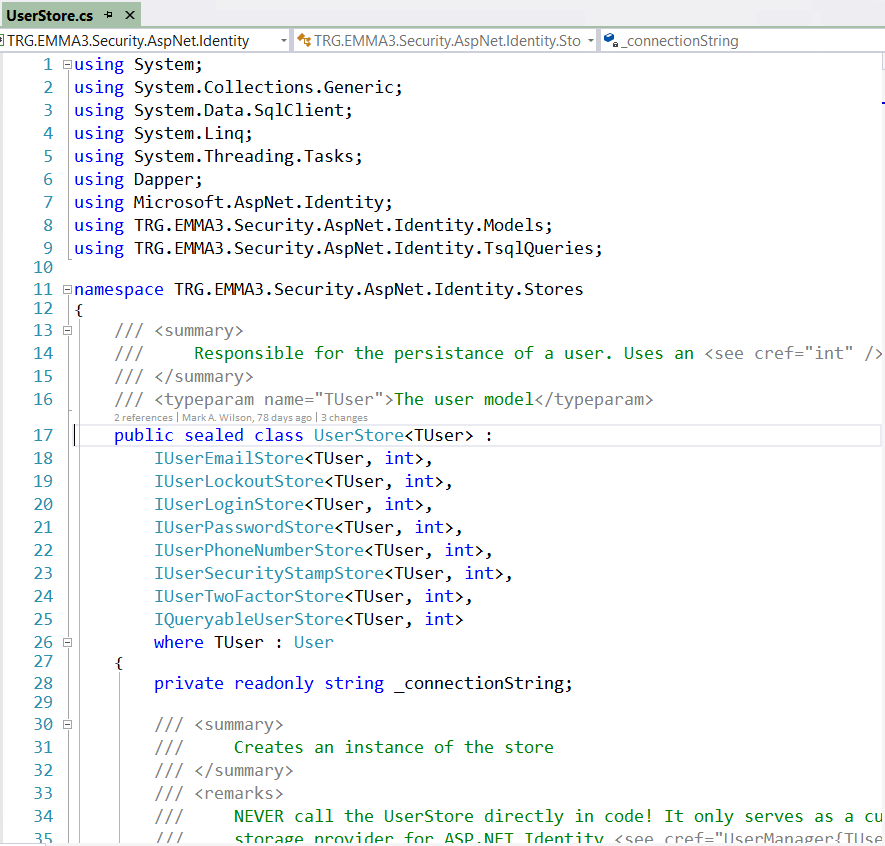 UserStore.cs
TRG.EMMA3.Security.AspNet.Identity TRG.EMMA3.Security.AspNet.Identity.Sto _connectionString
1 using System;
2 using System.Collections.Generic;
3 using System.Data.SqlClient;
4 using System.Linq;
5 using System.Threading.Tasks;
6 using Dapper;
7 using Microsoft.AspNet.Identity;
8 using TRG.EMMA3.Security.AspNet.Identity.Models;
9 using TRG.EMMA3.Security.AspNet.Identity.TsqlQueries;
10
11 namespace TRG.EMMA3.Security.AspNet.Identity.Stores
12 {
13 /// <summary>
14 /// Responsible for the persistance of a user. Uses an <see cref="int" />
15 /// </summary>
16 /// <typeparam name="TUser">The user model</typeparam>
2 references | Mark A. Wilson, 78 days ago | 3 changes
17 public sealed class UserStore<TUser> :
18 IUserEmailStore<TUser, int>,
19 IUserLockoutStore<TUser, int>,
20 IUserLoginStore<TUser, int>,
21 IUserPasswordStore<TUser, int>,
22 IUserPhoneNumberStore<TUser, int>,
23 IUserSecurityStampStore<TUser, int>,
24 IUserTwoFactorStore<TUser, int>,
25 IQueryableUserStore<TUser, int>
26 where TUser : User
27 {
28 private readonly string _connectionString;
29
30 /// <summary>
31 /// Creates an instance of the store
32 /// </summary>
33 /// <remarks>
34 /// NEVER call the UserStore directly in code! It only serves as a cu
35 /// storage provider for ASP.NET Identity <see cref="UserManager{TUse